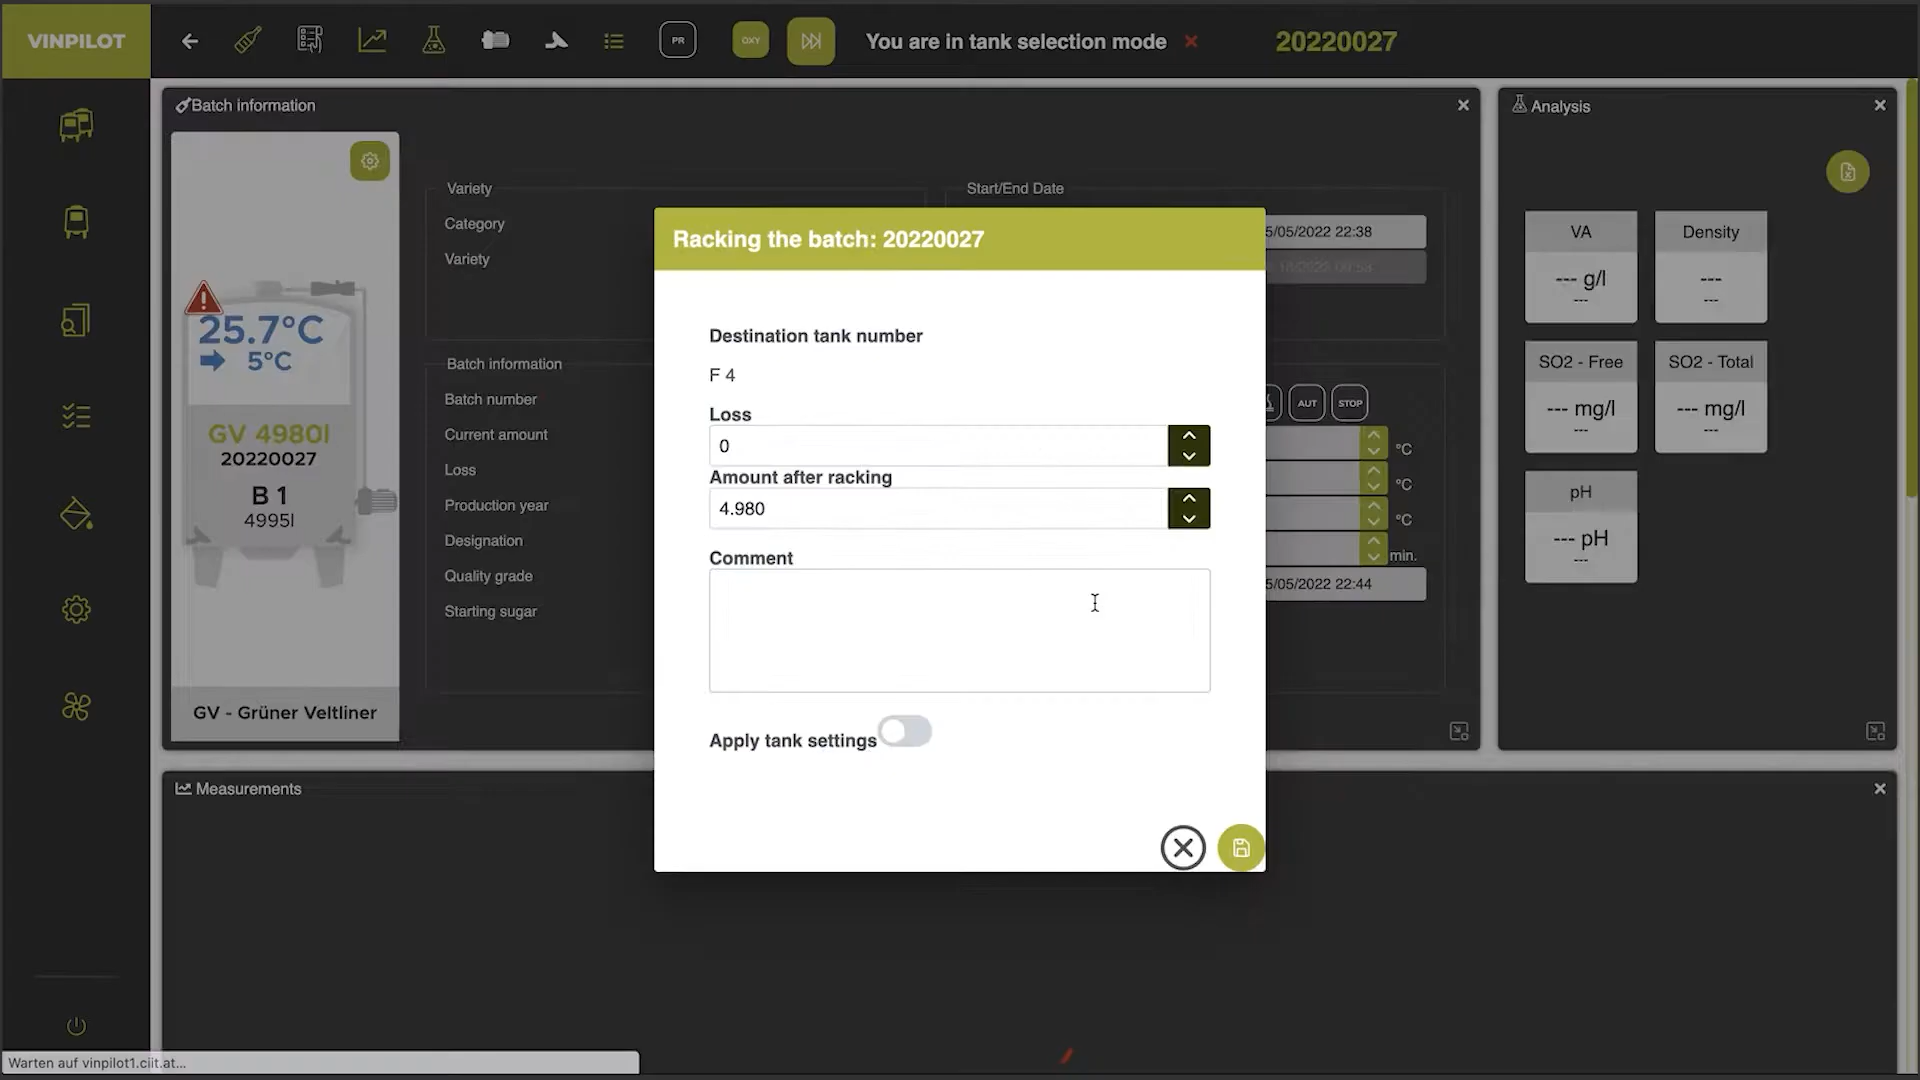 VINPILOT
PR
OXY
You are in tank selection mode
20220027
Batch information
Analysis
Variety
Category
Variety
Start/End Date
5/05/2022 22:38
25.7°C
5°C
GV 4980l
20220027
B 1
4995l
GV - Grüner Veltliner
Batch information
Batch number
Current amount
Loss
Production year
Designation
Quality grade
Starting sugar
Racking the batch: 20220027
Destination tank number
F 4
Loss
0
Amount after racking
4.980
Comment
Apply tank settings
AUT
STOP
°C
°C
°C
min.
5/05/2022 22:44
VA
--- g/l
---
Density
---
---
SO2 - Free
--- mg/l
---
SO2 - Total
--- mg/l
---
pH
--- pH
---
Measurements
Warten auf vinpilot1.ciit.at...